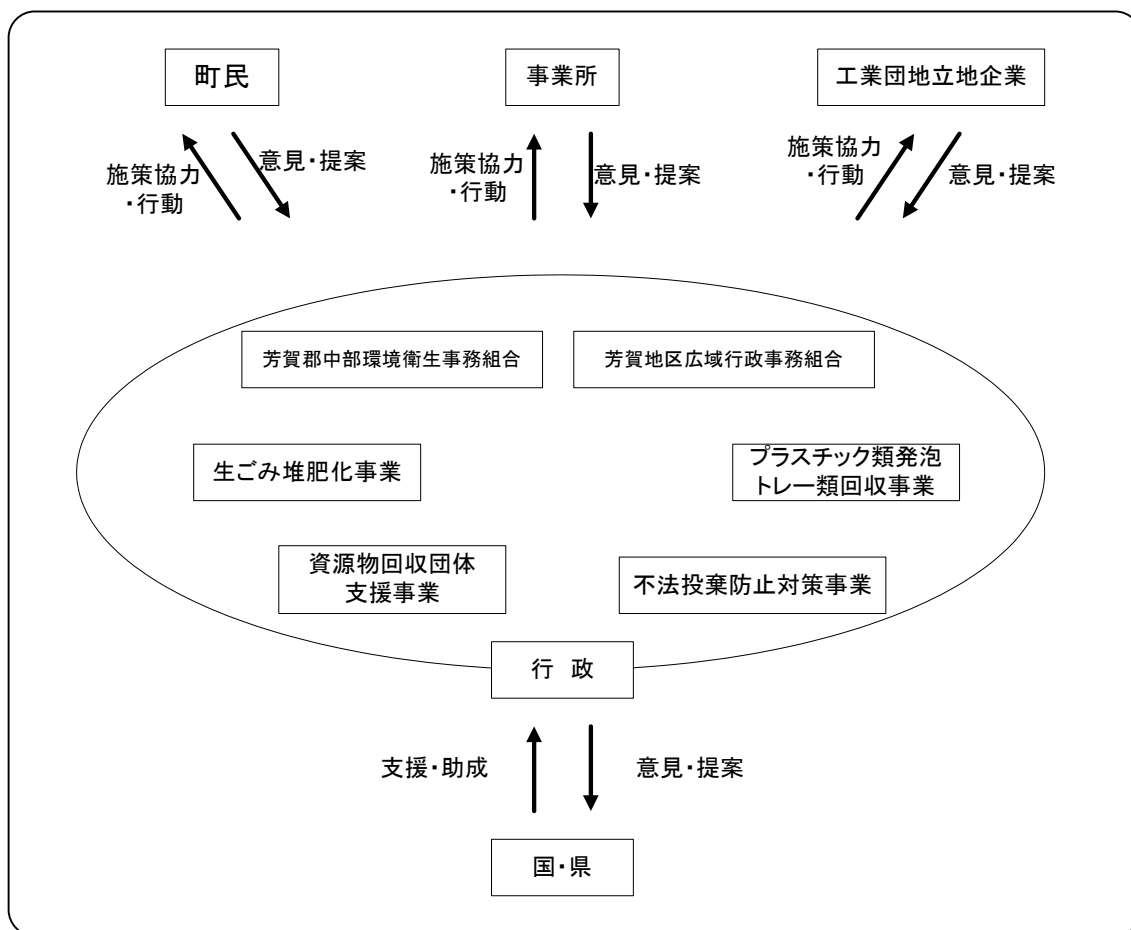 町民
事業所
工業団地立地企業
施策協力
・行動
意見・提案
施策協力
・行動
意見・提案
施策協力
・行動
意見・提案
芳賀郡中部環境衛生事務組合
芳賀地区広域行政事務組合
生ごみ堆肥化事業
プラスチック類発泡
トレー類回収事業
資源物回収団体
支援事業
不法投棄防止対策事業
行 政
支援・助成
意見・提案
国・県